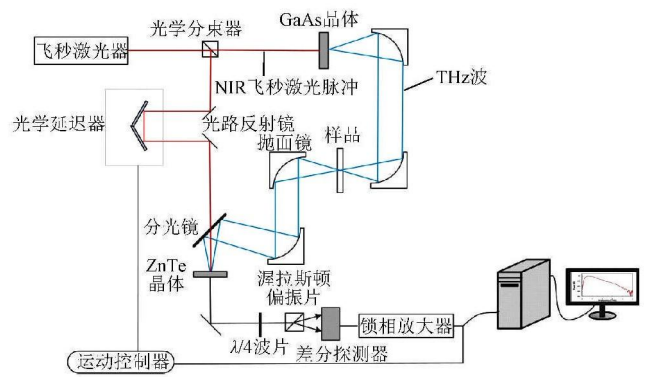 光学分束器
GaAs晶体
飞秒激光器
NIR飞秒激光脉冲
THz波
光学延迟器
光路反射镜
抛面镜
样品
分光镜
ZnTe
晶体
渥拉斯顿
偏振片
λ/4波片
差分探测器
锁相放大器
运动控制器